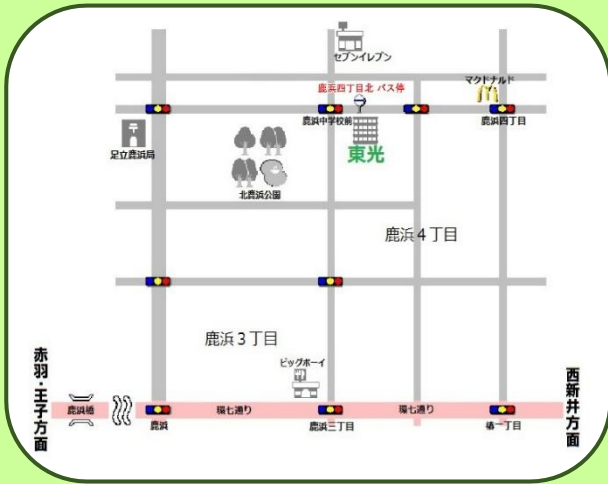 セブンイレブン
鹿浜四丁目北 バス停
マクドナルド
足立鹿浜局
鹿浜中学校前
鹿浜四丁目
東光
北鹿浜公園
鹿浜4丁目
鹿浜3丁目
ビッグボーイ
赤羽・王子方面
西新井方面
鹿浜橋
環七通り
環七通り
鹿浜
鹿浜三丁目
椿一丁目